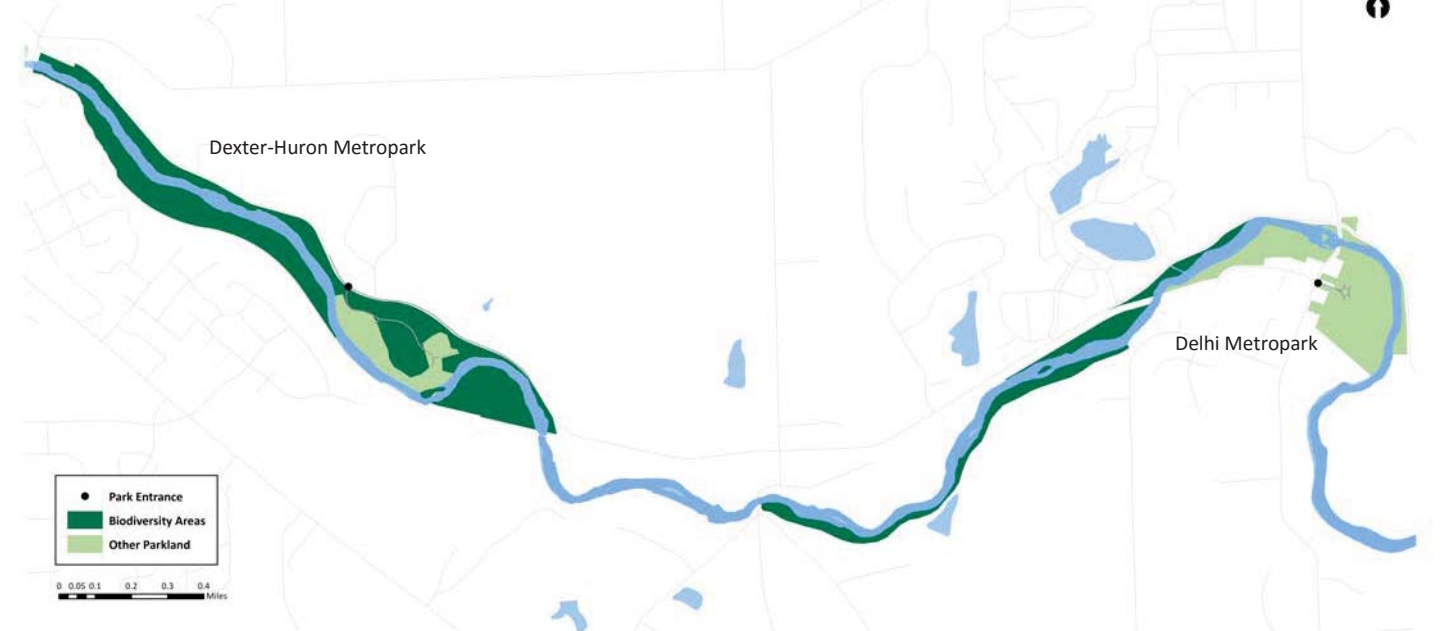 Dexter-Huron Metropark
Delhi Metropark
Park Entrance
Biodiversity Areas
Other Parkland
0 0.05 0.1 0.2 0.3 0.4
Miles